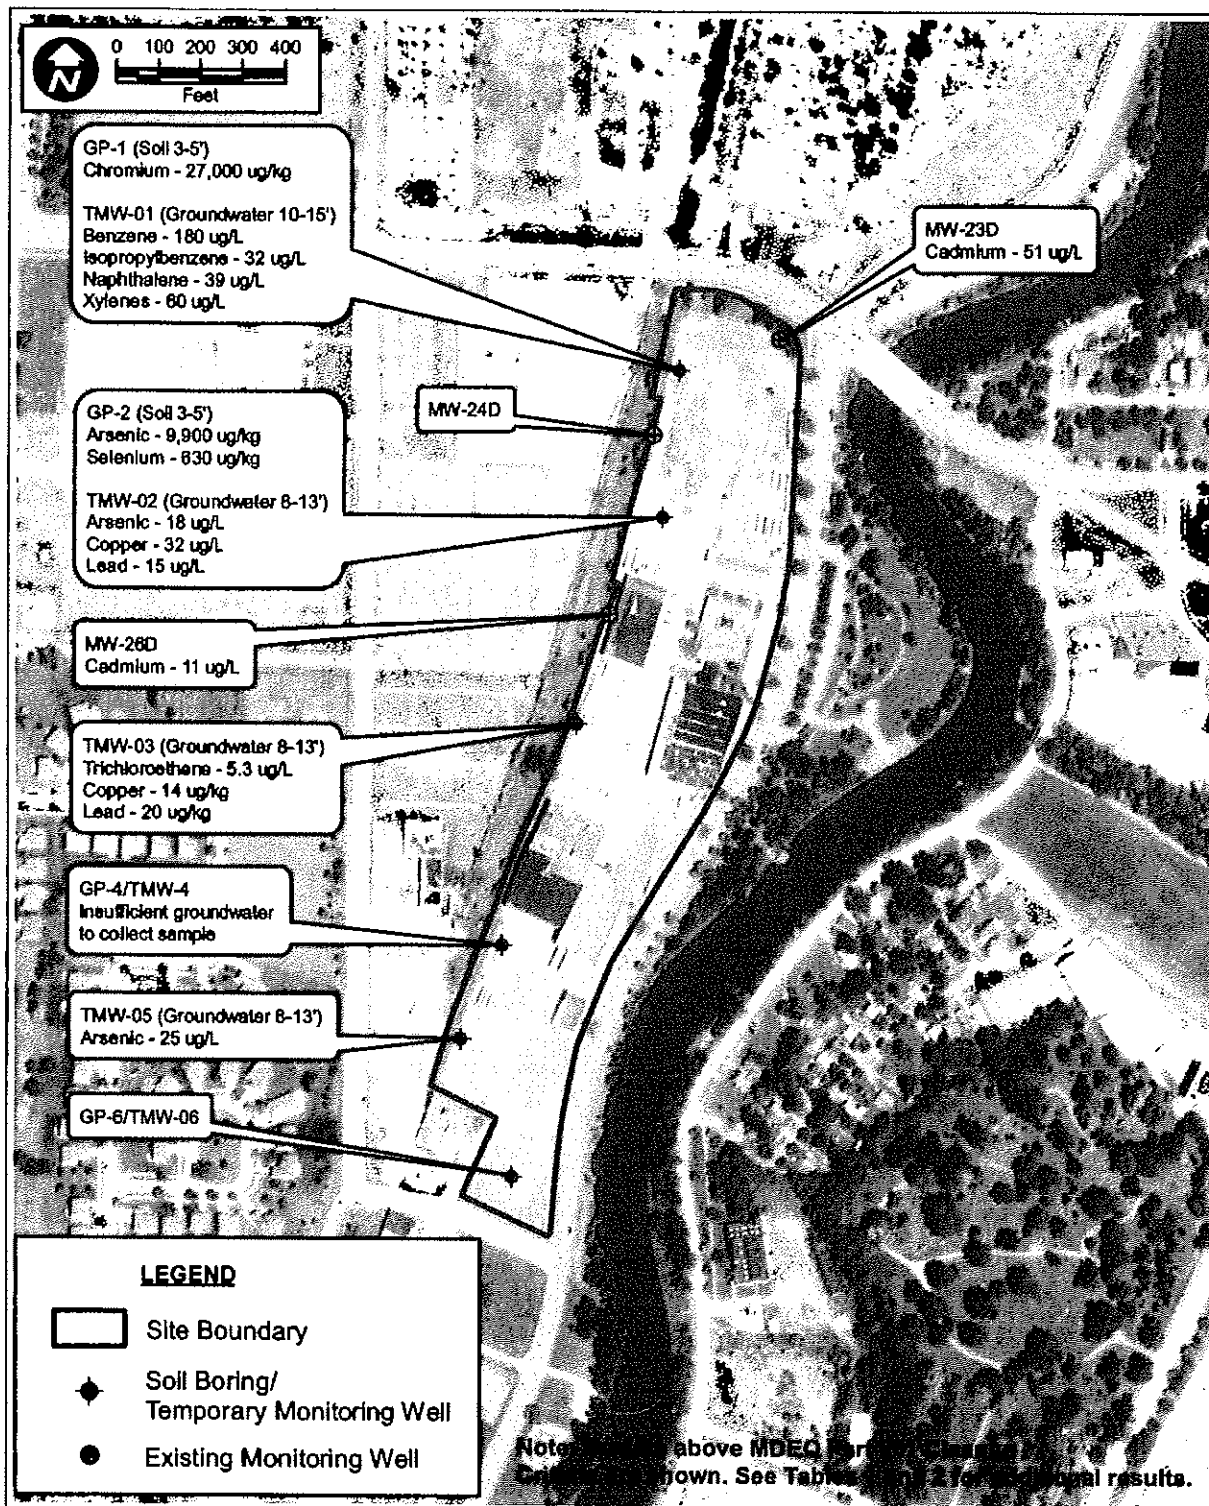 N
0 100 200 300 400
Feet
GP-1 (Soil 3-5')
Chromium - 27,000 ug/kg
TMW-01 (Groundwater 10-15')
Benzene - 180 ug/L
Isopropylbenzene - 32 ug/L
Naphthalene - 39 ug/L
Xylenes - 60 ug/L
MW-23D
Cadmium - 51 ug/L
MW-24D
GP-2 (Soil 3-5')
Arsenic - 9,900 ug/kg
Selenium - 630 ug/kg
TMW-02 (Groundwater 8-13')
Arsenic - 18 ug/L
Copper - 32 ug/L
Lead - 15 ug/L
MW-26D
Cadmium - 11 ug/L
TMW-03 (Groundwater 8-13')
Trichloroethene - 5.3 ug/L
Copper - 14 ug/kg
Lead - 20 ug/kg
GP-4/TMW-4
Insufficient groundwater
to collect sample
TMW-05 (Groundwater 8-13')
Arsenic - 25 ug/L
GP-6/TMW-06
LEGEND
Site Boundary
Soil Boring/
Temporary Monitoring Well
Existing Monitoring Well
above MDEQ
shown. See 2 for results.